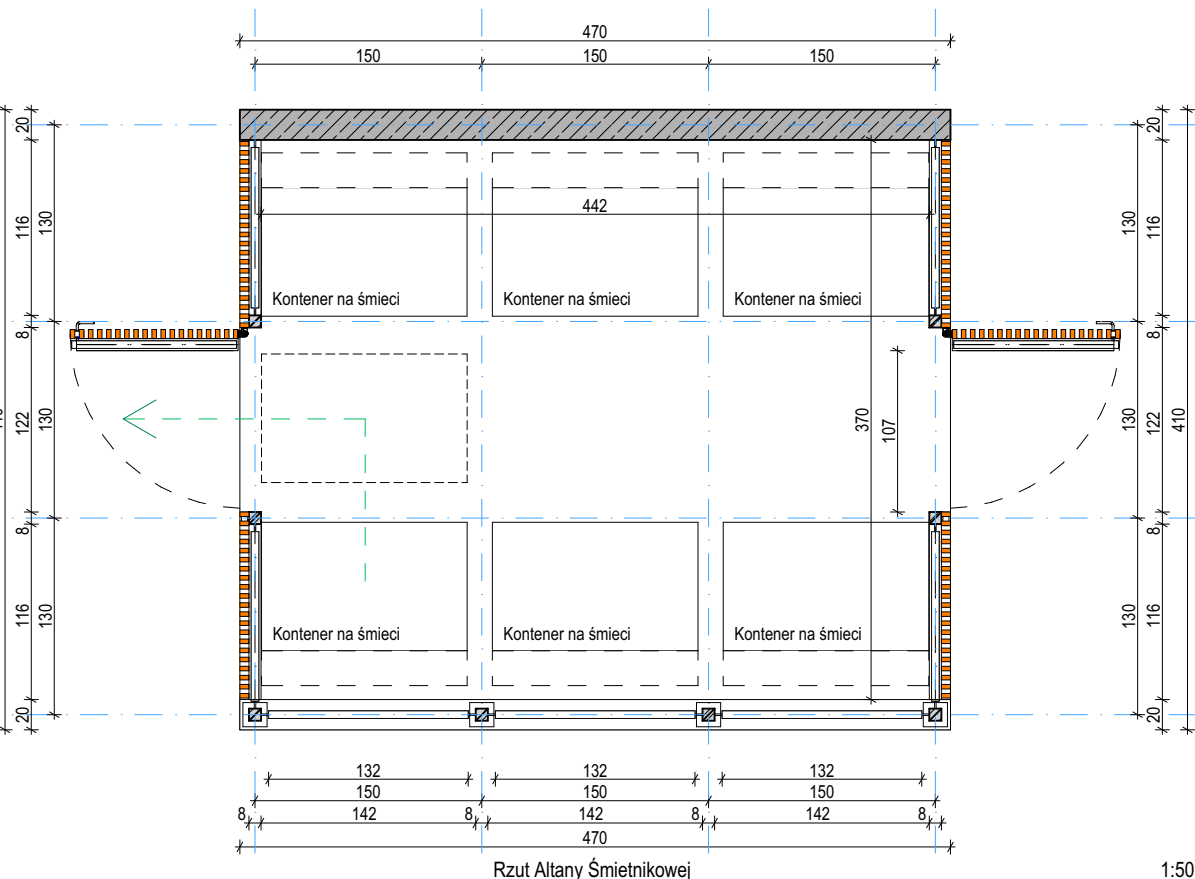 470
150 150 150
20 20
442
116 130 130 116
Kontener na śmieci Kontener na śmieci Kontener na śmieci
8 8
122 130 370 107 130 122 410
8 8
116 130 130 116
Kontener na śmieci Kontener na śmieci Kontener na śmieci
20 20
132 132 132
150 150 150
8 142 8 142 8 142 8
470
Rzut Altany Śmietnikowej 1:50